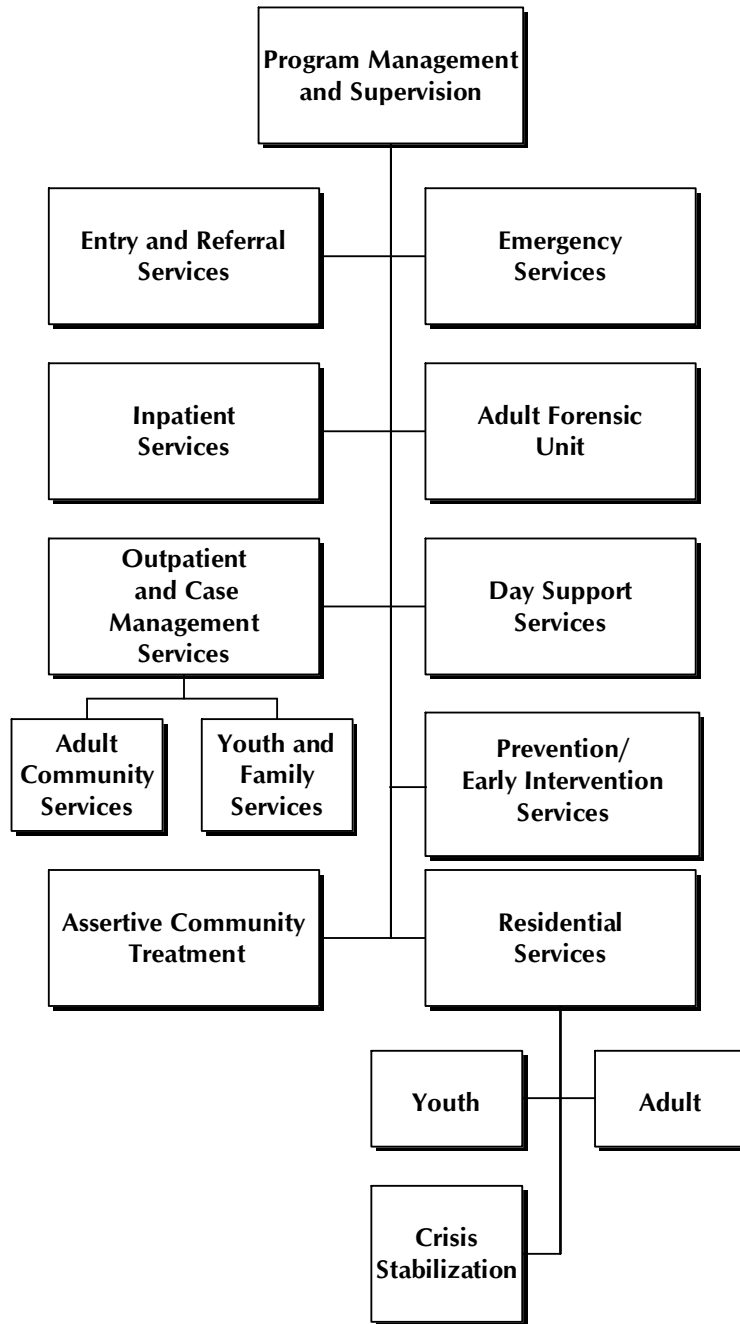 Program Management
and Supervision
Entry and Referral
Services
Emergency
Services
Inpatient
Services
Adult Forensic
Unit
Outpatient
and Case
Management
Services
Day Support
Services
Adult
Community
Services
Youth and
Family
Services
Prevention/
Early Intervention
Services
Assertive Community
Treatment
Residential
Services
Youth
Adult
Crisis
Stabilization